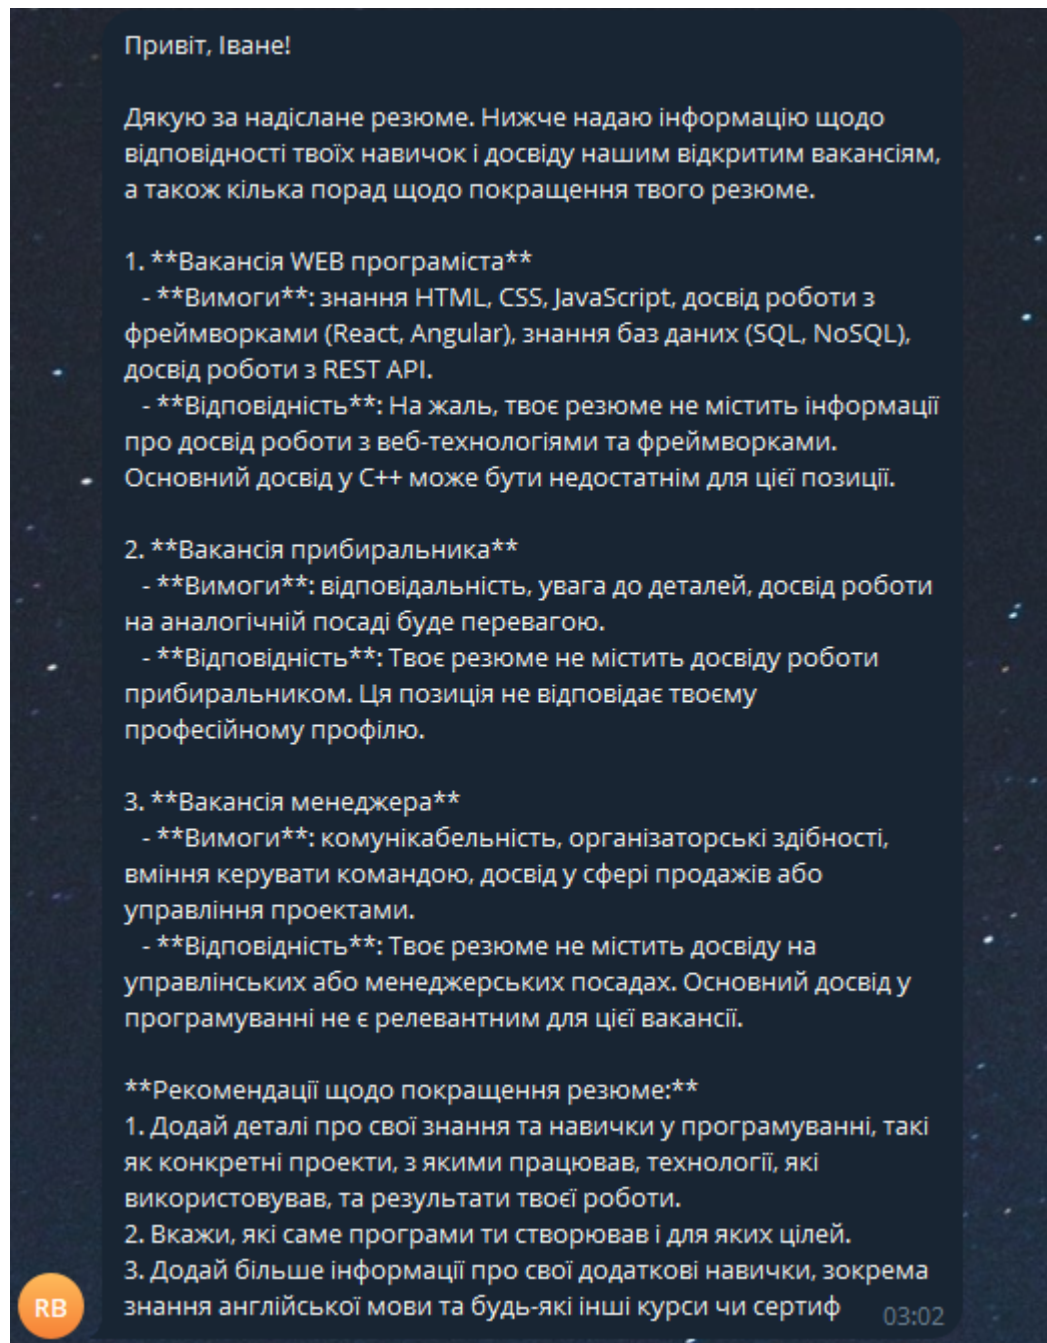 Привіт, Іване!
Дякую за надіслане резюме. Нижче надаю інформацію щодо
відповідності твоїх навичок і досвіду нашим відкритим вакансіям,
а також кілька порад щодо покращення твого резюме.
1. **Вакансія WEB програміста**
- **Вимоги**: знання HTML, CSS, JavaScript, досвід роботи з
фреймворками (React, Angular), знання баз даних (SQL, NoSQL),
досвід роботи з REST API.
- **Відповідність**: На жаль, твоє резюме не містить інформації
про досвід роботи з веб-технологіями та фреймворками.
Основний досвід у C++ може бути недостатнім для цієї позиції.
2. **Вакансія прибиральника**
- **Вимоги**: відповідальність, увага до деталей, досвід роботи
на аналогічній посаді буде перевагою.
- **Відповідність**: Твоє резюме не містить досвіду роботи
прибиральником. Ця позиція не відповідає твоєму
професійному профілю.
3. **Вакансія менеджера**
- **Вимоги**: комунікабельність, організаторські здібності,
вміння керувати командою, досвід у сфері продажів або
управління проектами.
- **Відповідність**: Твоє резюме не містить досвіду на
управлінських або менеджерських посадах. Основний досвід у
програмуванні не є релевантним для цієї вакансії.
**Рекомендації щодо покращення резюме:**
1. Додай деталі про свої знання та навички у програмуванні, такі
як конкретні проекти, з якими працював, технології, які
використовував, та результати твоєї роботи.
2. Вкажи, які саме програми ти створював і для яких цілей.
3. Додай більше інформації про свої додаткові навички, зокрема
знання англійської мови та будь-які інші курси чи сертиф
03:02
RB